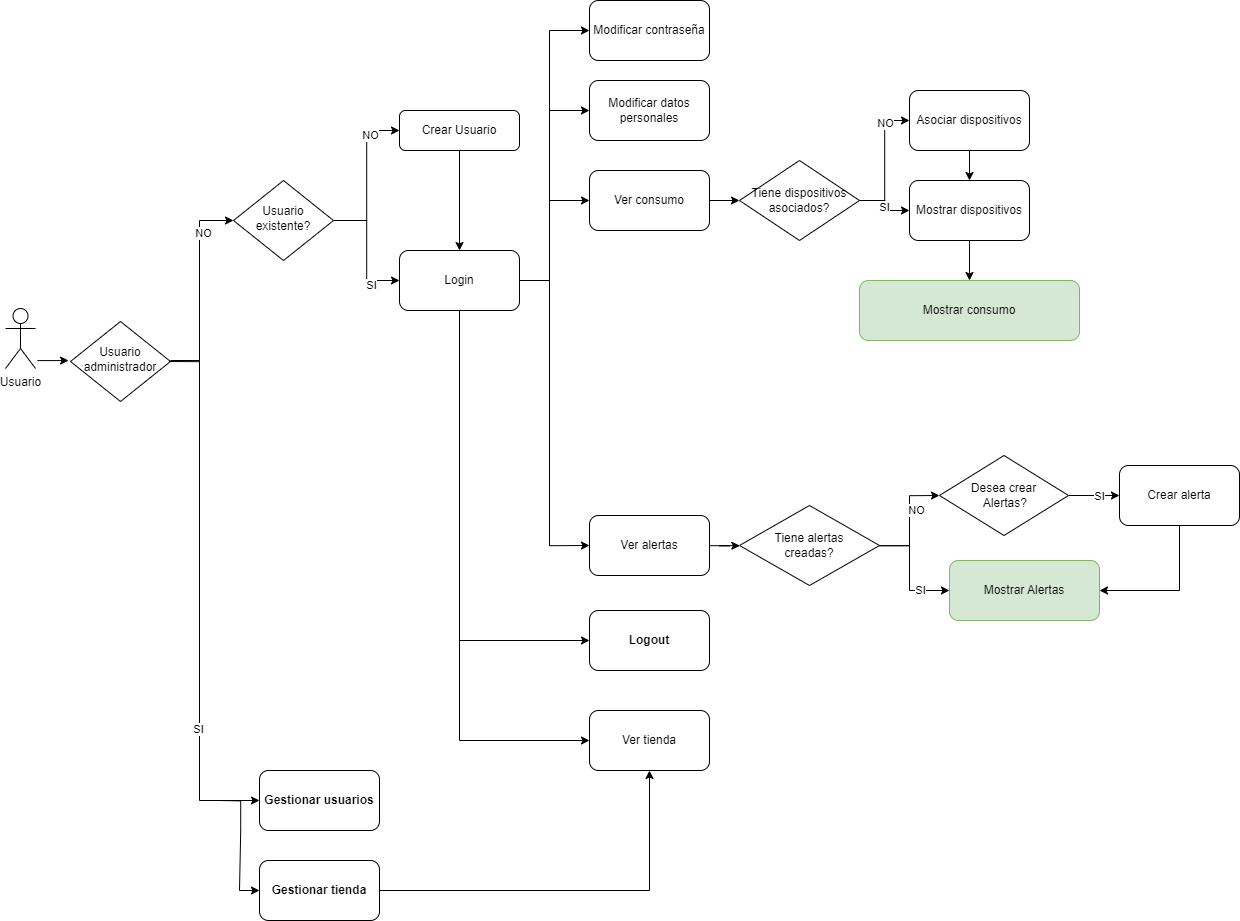 Modificar contraseña
Modificar datos
personales
Crear Usuario
NO
Asociar dispositivos
NO
Tiene dispositivos
asociados?
Ver consumo
SI
Mostrar dispositivos
Usuario
existente?
NO
SI
Login
Mostrar consumo
Usuario
administrador
Usuario
Desea crear
Alertas?
SI
Crear alerta
NO
Ver alertas
Tiene alertas
creadas?
SI
Mostrar Alertas
Logout
SI
Ver tienda
Gestionar usuarios
Gestionar tienda